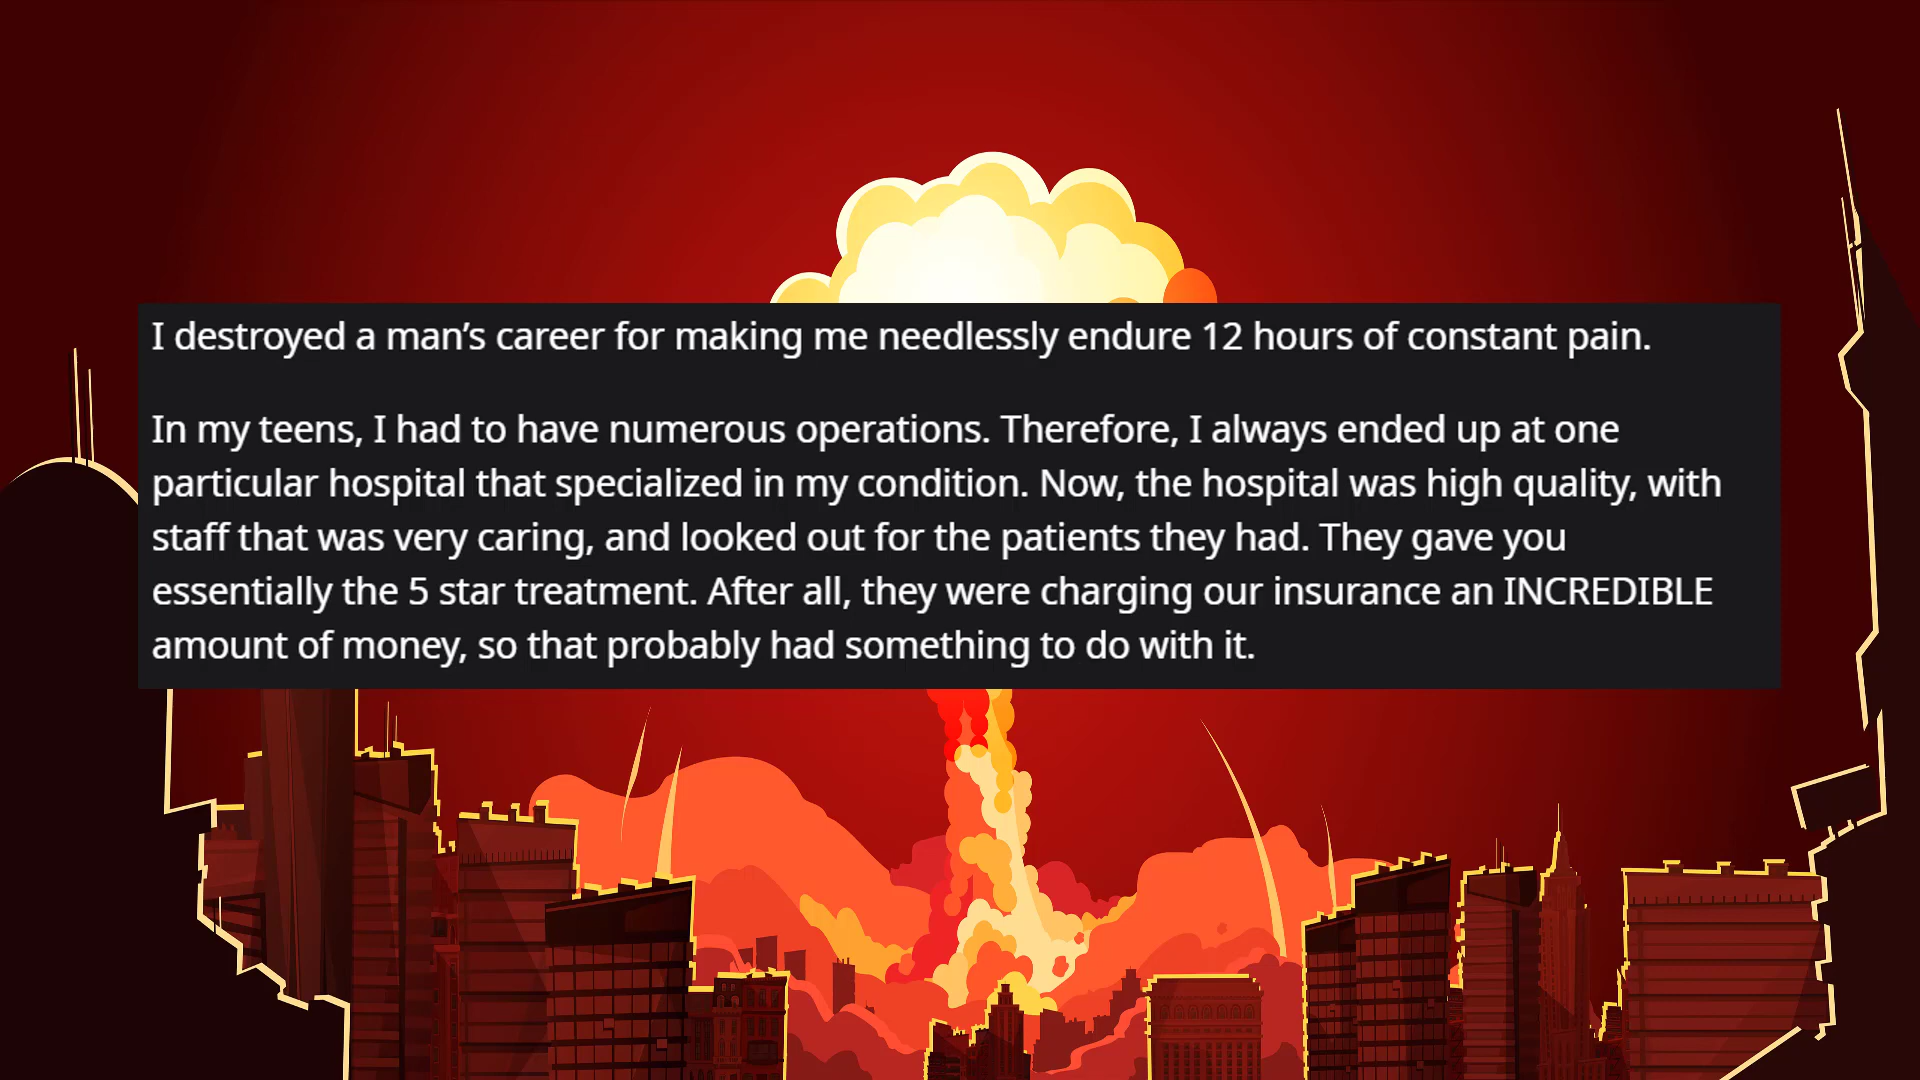 I destroyed a man’s career for making me needlessly endure 12 hours of constant pain.
In my teens, I had to have numerous operations. Therefore, I always ended up at one
particular hospital that specialized in my condition. Now, the hospital was high quality, with
staff that was very caring, and looked out for the patients they had. They gave you
essentially the 5 star treatment. After all, they were charging our insurance an INCREDIBLE
amount of money, so that probably had something to do with it.